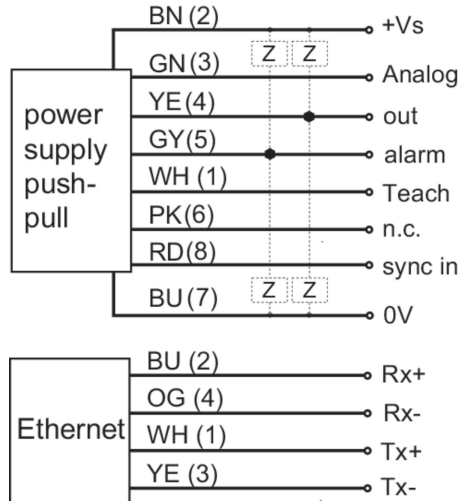 BN (2) +Vs
Z Z
GN (3) Analog
YE (4) out
GY (5) alarm
WH (1) Teach
PK(6) n.c.
RD(8) sync in
Z Z
BU (7) 0V
power
supply
push-
pull
BU (2) Rx+
OG (4) Rx-
WH (1) Tx+
YE (3) Tx-
Ethernet